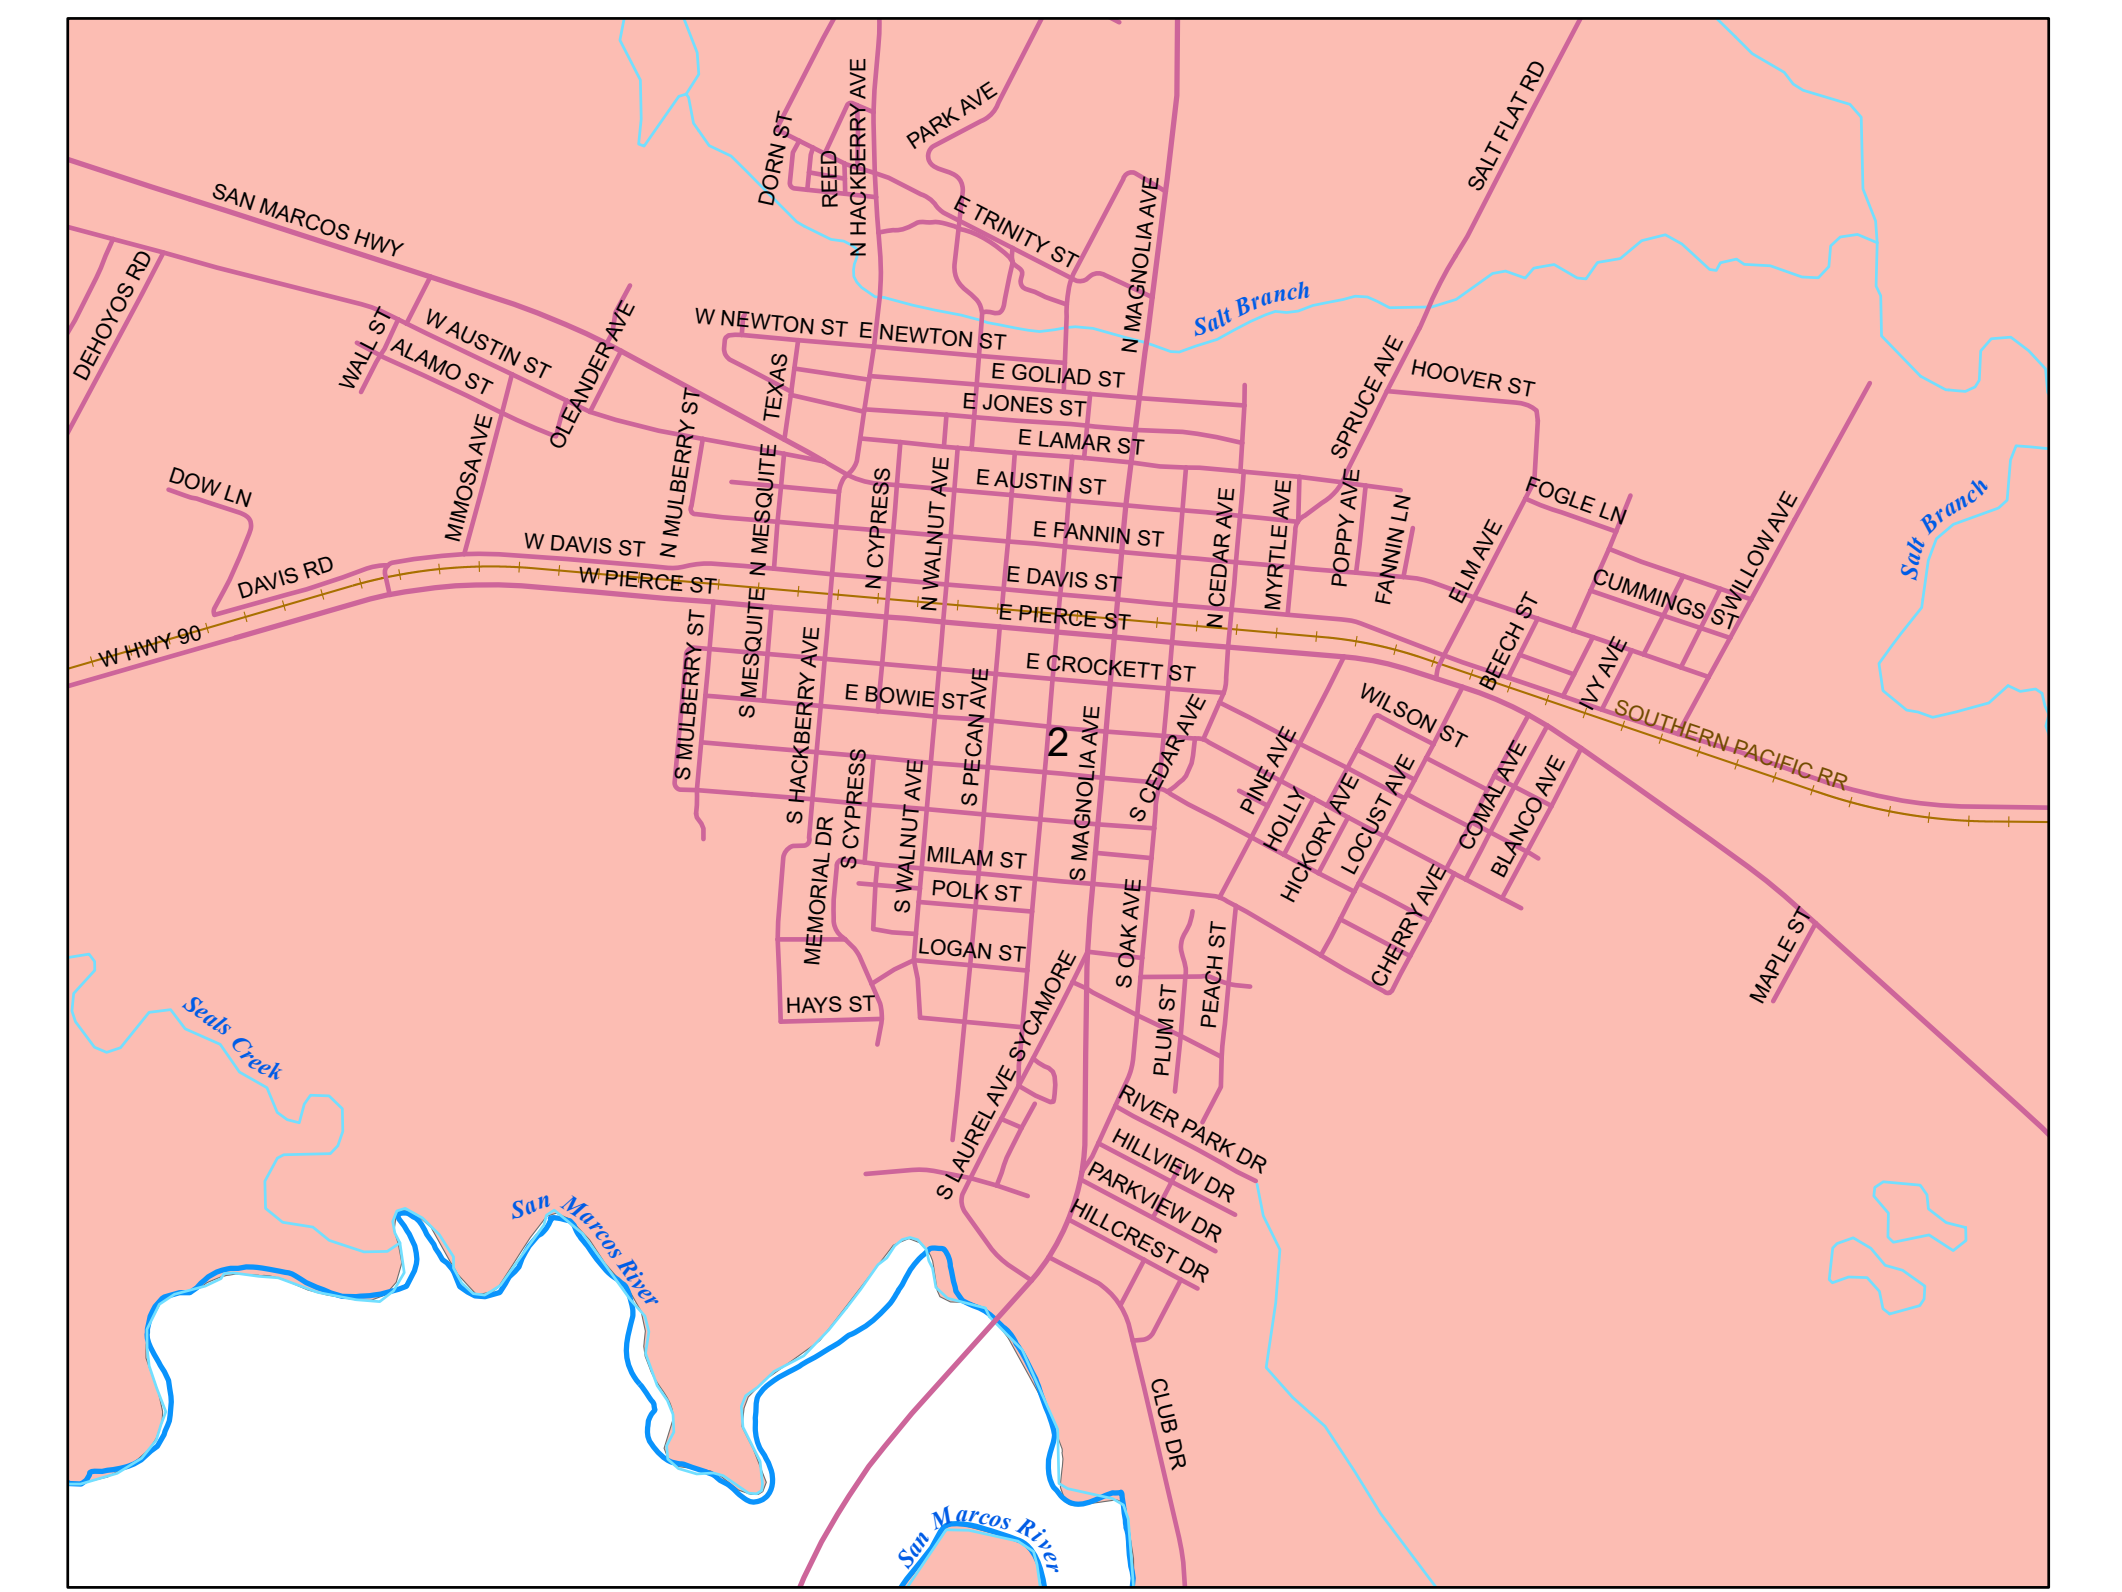 SAN MARCOS HWY
DEHOYOS RD
WALL ST
W AUSTIN ST
ALAMO ST
OLEANDER AVE
MIMOSA AVE
DOW LN
DAVIS RD
W HWY 90
DORN ST
REED
N HACKBERRY AVE
PARK AVE
E TRINITY ST
N MAGNOLIA AVE
Salt Branch
SALT FLAT RD
W NEWTON ST
E NEWTON ST
TEXAS
E GOLIAD ST
E JONES ST
E LAMAR ST
E AUSTIN ST
E FANNIN ST
E DAVIS ST
E PIERCE ST
W DAVIS ST
W PIERCE ST
N MULBERRY ST
N MESQUITE
N CYPRESS
N WALNUT AVE
N CEDAR AVE
MYRTLE AVE
POPPY AVE
FANNIN LN
SPRUCE AVE
HOOVER ST
FOGLE LN
ELM AVE
CUMMINGS ST
WILLOW AVE
BEECH ST
IVY AVE
Salt Branch
SOUTHERN PACIFIC RR
S MULBERRY ST
S MESQUITE
S HACKBERRY AVE
E CROCKETT ST
E BOWIE ST
S PECAN AVE
2
S MAGNOLIA AVE
S CEDAR AVE
S CYPRESS
S WALNUT AVE
MEMORIAL DR
MILAM ST
POLK ST
LOGAN ST
HAYS ST
S OAK AVE
PLUM ST
PEACH ST
WILSON ST
PINE AVE
HOLLY
HICKORY AVE
LOCUST AVE
COMAL AVE
BLANCO AVE
CHERRY AVE
MAPLE ST
S SYCAMORE
S LAUREL AVE
RIVER PARK DR
HILLVIEW DR
PARKVIEW DR
HILLCREST DR
CLUB DR
Seals Creek
San Marcos River
San Marcos River